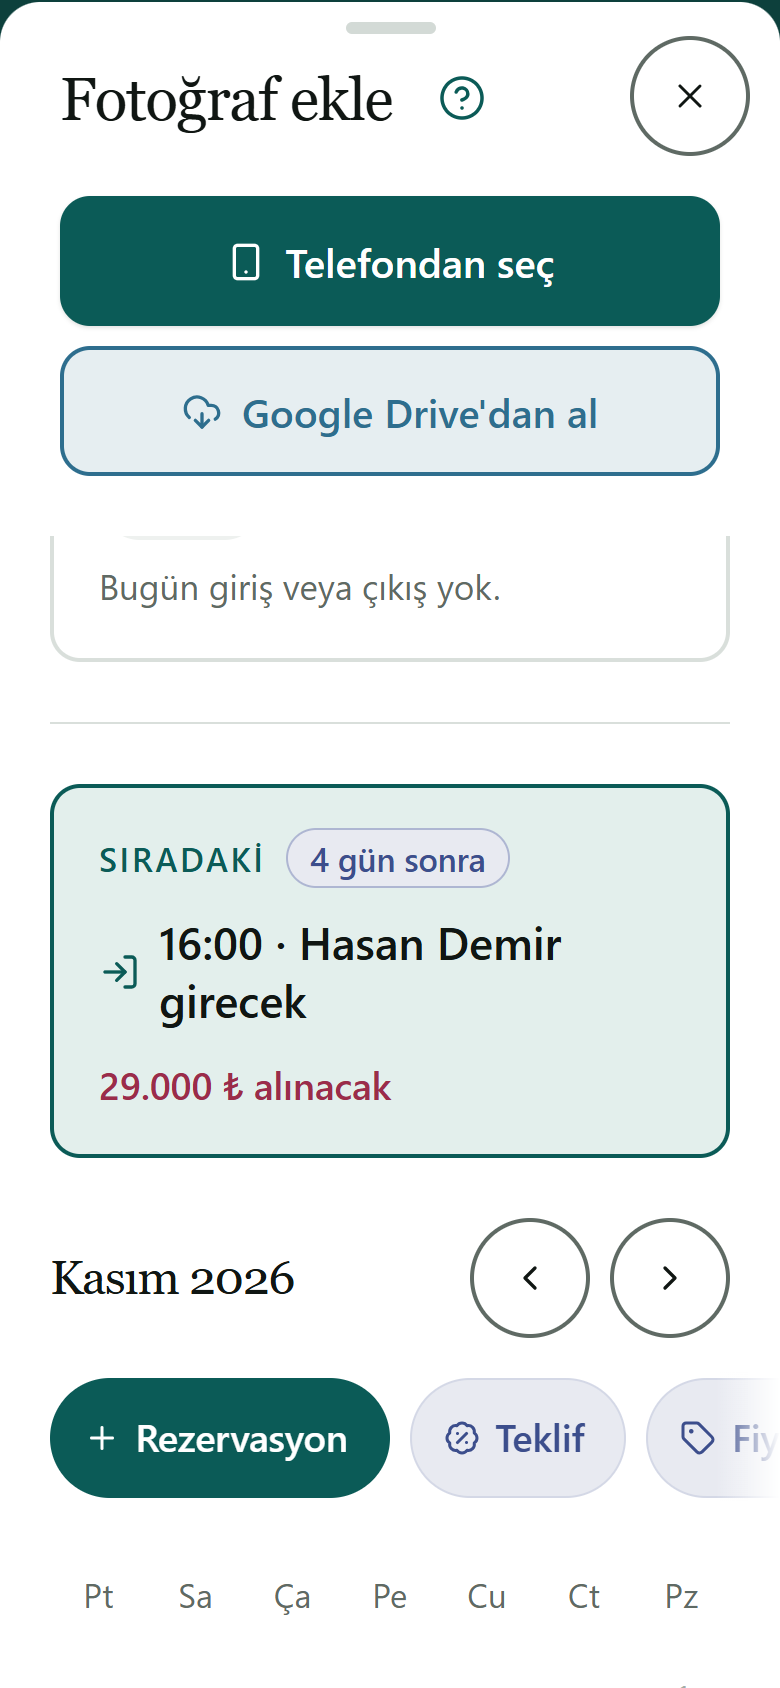 Fotoğraf ekle
Telefondan seç
Google Drive'dan al
Bugün giriş veya çıkış yok.
SIRADAKİ 4 gün sonra
16:00 · Hasan Demir
girecek
29.000 ₺ alınacak
Kasım 2026
Rezervasyon Teklif
Pt Sa Ça Pe Cu Ct Pz